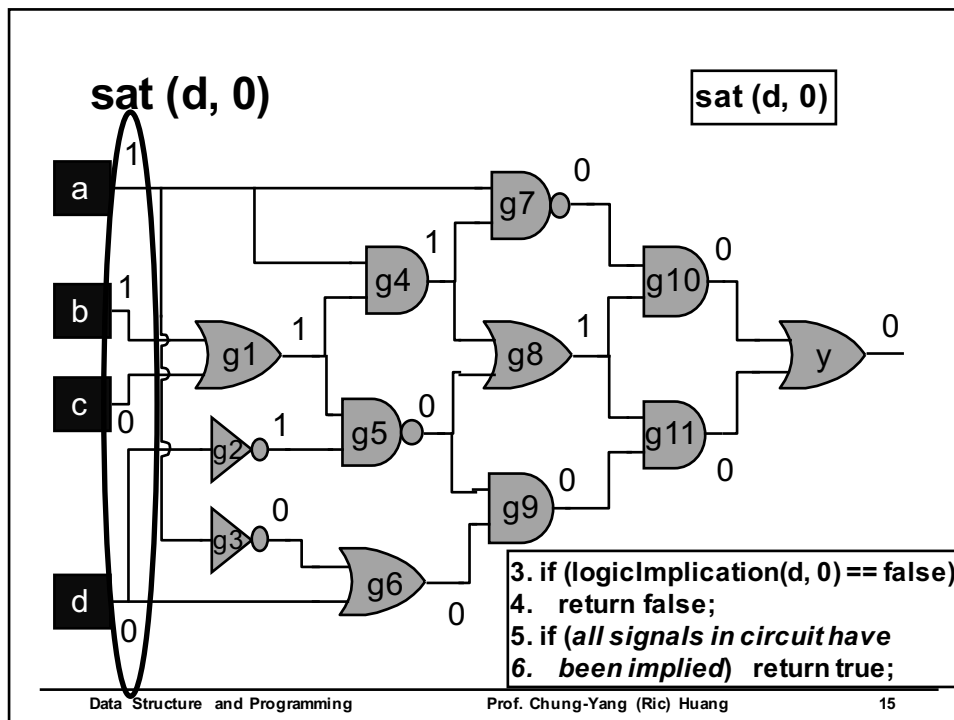 sat (d, 0)
sat (d, 0)
1
a
0
g7
1
g4
0
g10
1
b
1
g1
1
g8
0
y
c
0
0
g5
g11
0
1
g2
0
g9
0
g3
g6
0
d
0
3. if (logicImplication(d, 0) == false)
4. return false;
5. if (all signals in circuit have
6. been implied) return true;
Data Structure and Programming Prof. Chung-Yang (Ric) Huang 15